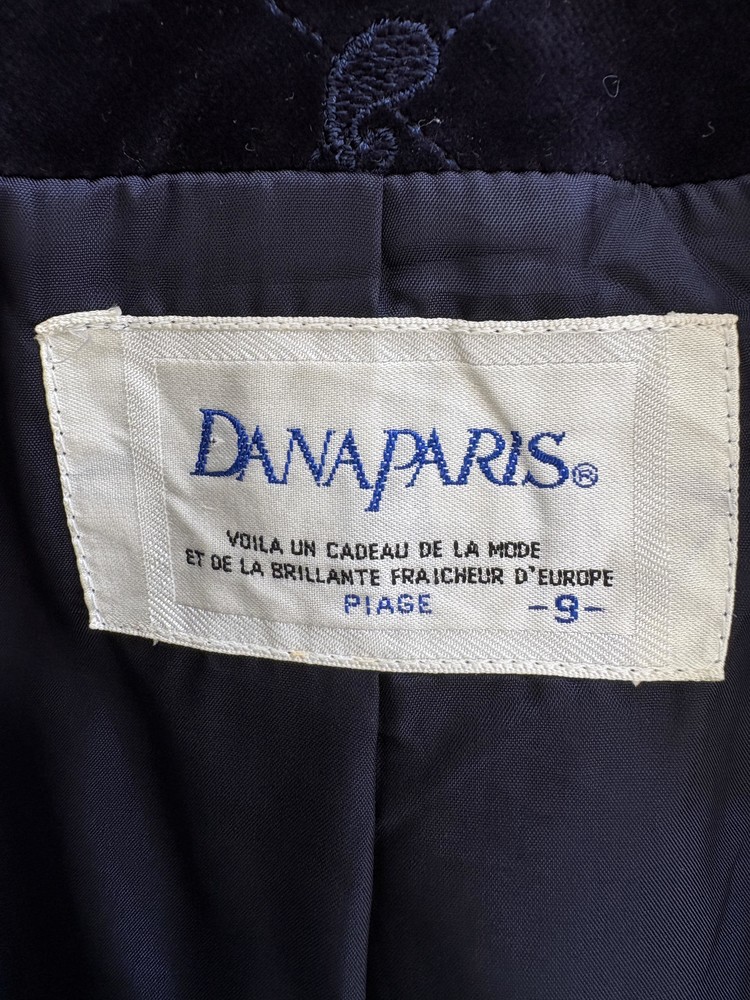 DANAPARIS®
VOILA UN CADEAU DE LA MODE
ET DE LA BRILLANTE FRAICHEUR D'EUROPE
PIAGE -9-